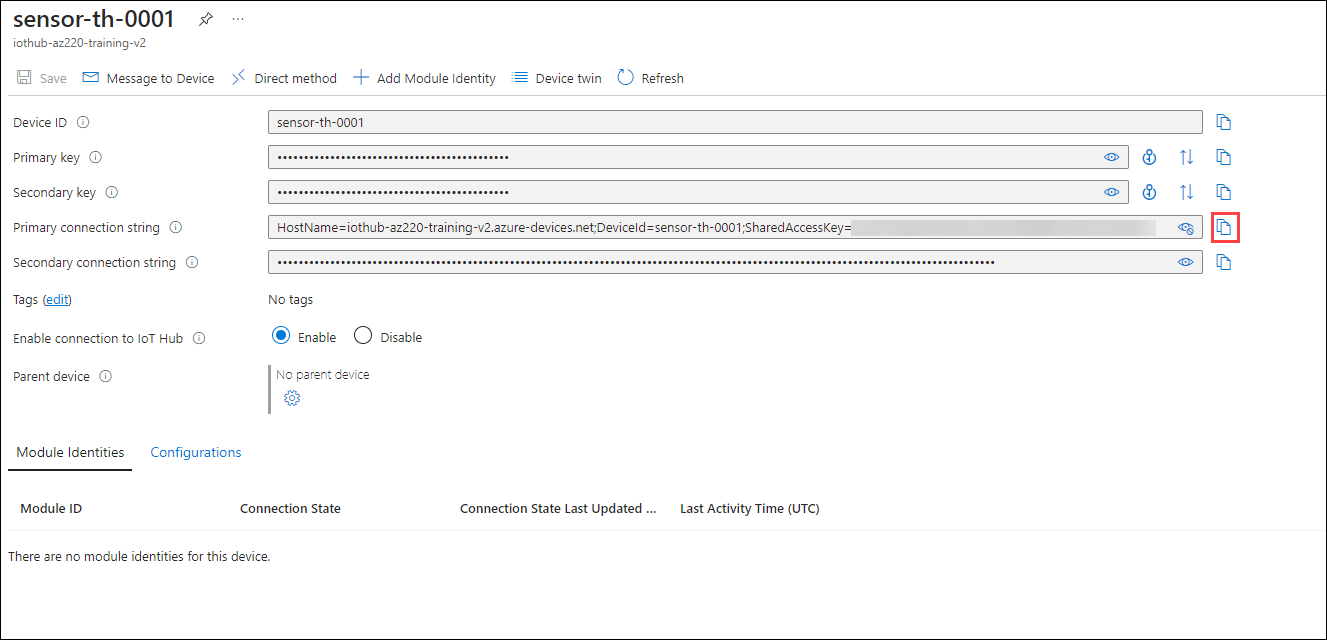 sensor-th-0001 ...
iothub-az220-training-v2
Save Message to Device Direct method Add Module Identity Device twin Refresh
Device ID sensor-th-0001
Primary key ••••••••••••••••••••••••••••••••••••••••••••
Secondary key ••••••••••••••••••••••••••••••••••••••••••••
Primary connection string HostName=iothub-az220-training-v2.azure-devices.net;DeviceId=sensor-th-0001;SharedAccessKey=
Secondary connection string
Tags (edit) No tags
Enable connection to IoT Hub Enable Disable
Parent device No parent device
Module Identities Configurations
Module ID Connection State Connection State Last Updated ... Last Activity Time (UTC)
There are no module identities for this device.